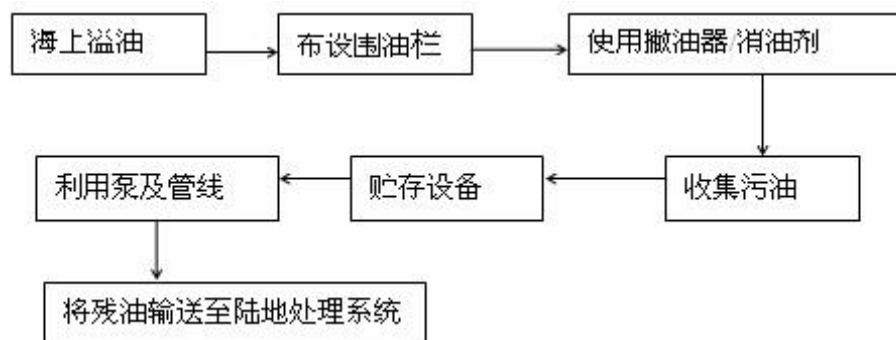 海上溢油
布设围油栏
使用撇油器/消油剂
收集污油
贮存设备
利用泵及管线
将残油输送至陆地处理系统